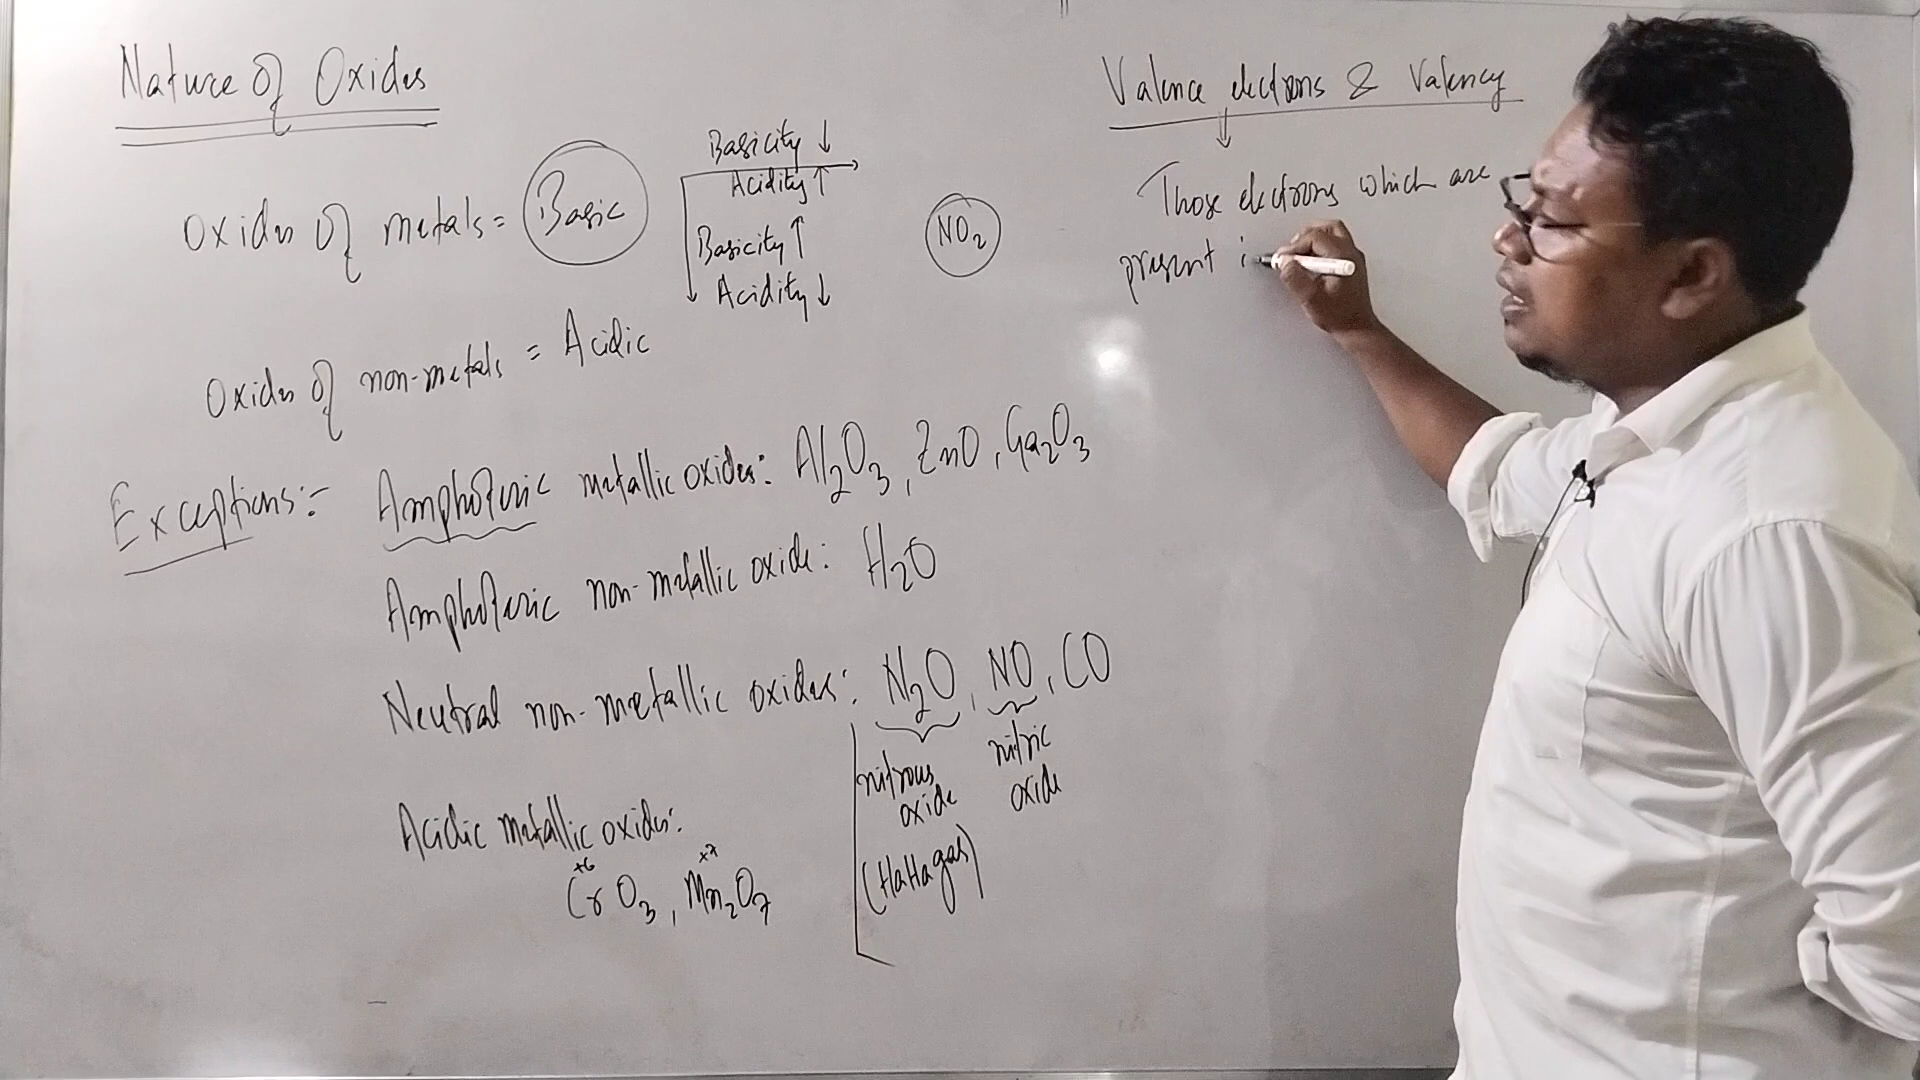 Nature of Oxides
Oxides of metals = Basic
Basicity ↓
Acidity ↑
Basicity ↑
Acidity ↓
NO₂
Oxides of non-metals = Acidic
Exceptions:- Amphoteric metallic oxides: Al₂O₃, ZnO, Ga₂O₃
Amphoteric non-metallic oxide: H₂O
Neutral non-metallic oxides: N₂O, NO, CO
nitrous oxide
(HaHa gas)
nitric oxide
Acidic metallic oxides:
+6 +7
CrO₃, Mn₂O₇
Valence electrons & Valency
↓
Those electrons which are
present i